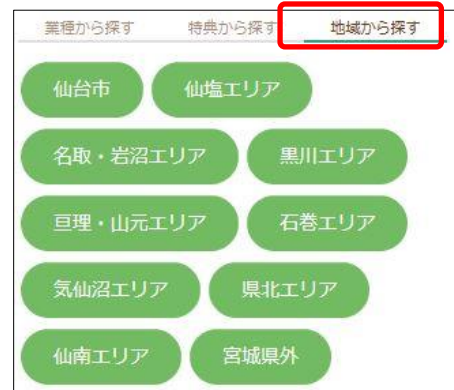 業種から探す 特典から探す 地域から探す
仙台市 仙塩エリア
名取・岩沼エリア 黒川エリア
亘理・山元エリア 石巻エリア
気仙沼エリア 県北エリア
仙南エリア 宮城県外